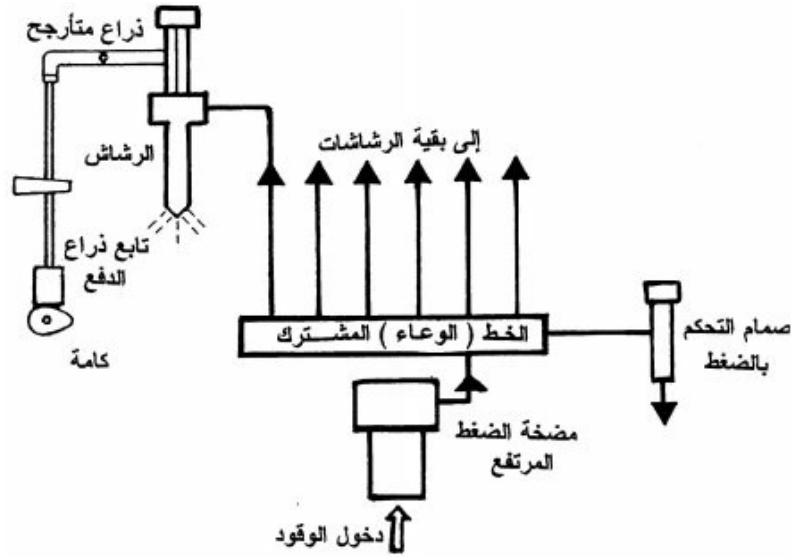 ذراع متأرجح
إلى بقية الرشاشات
الرشاش
تابع ذراع
الدفع
كامة
الخط ( الوعاء ) المشترك
صمام التحكم
بالضغط
مضخة الضغط
المرتفع
دخول الوقود